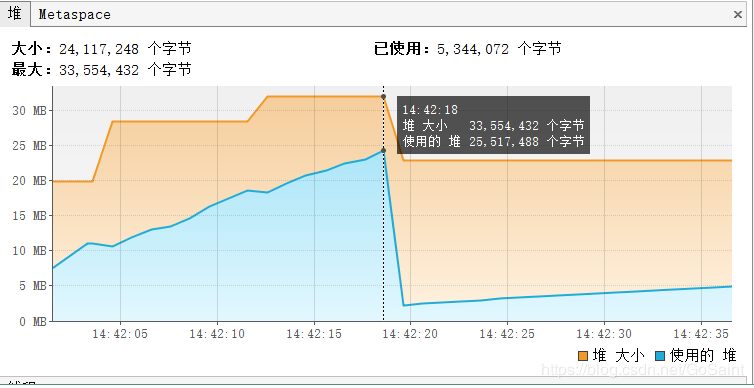 堆 Metaspace
大小：24,117,248 个字节 已使用：5,344,072 个字节
最大：33,554,432 个字节
30 MB
25 MB
20 MB
15 MB
10 MB
5 MB
0 MB
14:42:18
堆 大小 33,554,432 个字节
使用的 堆 25,517,488 个字节
14:42:05 14:42:10 14:42:15 14:42:20 14:42:25 14:42:30 14:42:35
堆 大小 使用的 堆
https://blog.csdn.net/GoSaint